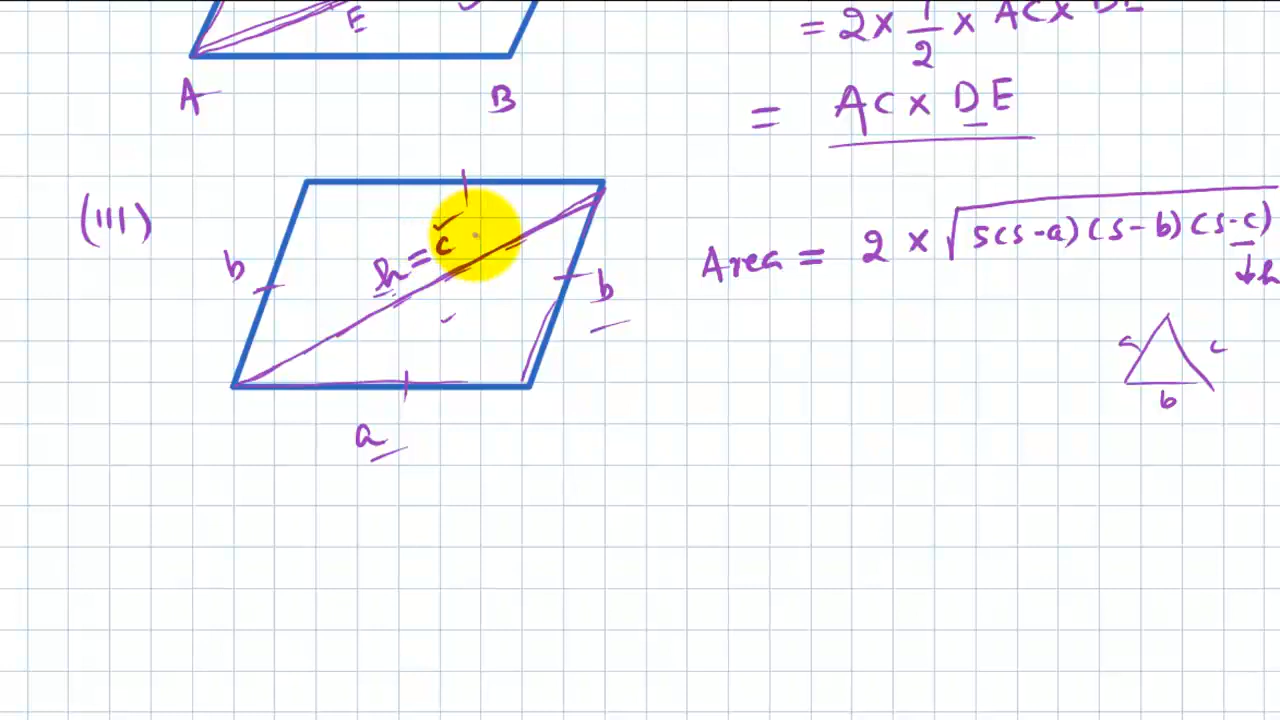 E
A
B
= 2 × 1/2 × AC × DE
= AC × DE
(III)
b
h = c
b
a
Area = 2 × √s(s-a)(s-b)(s-c)
↓h
a
c
b